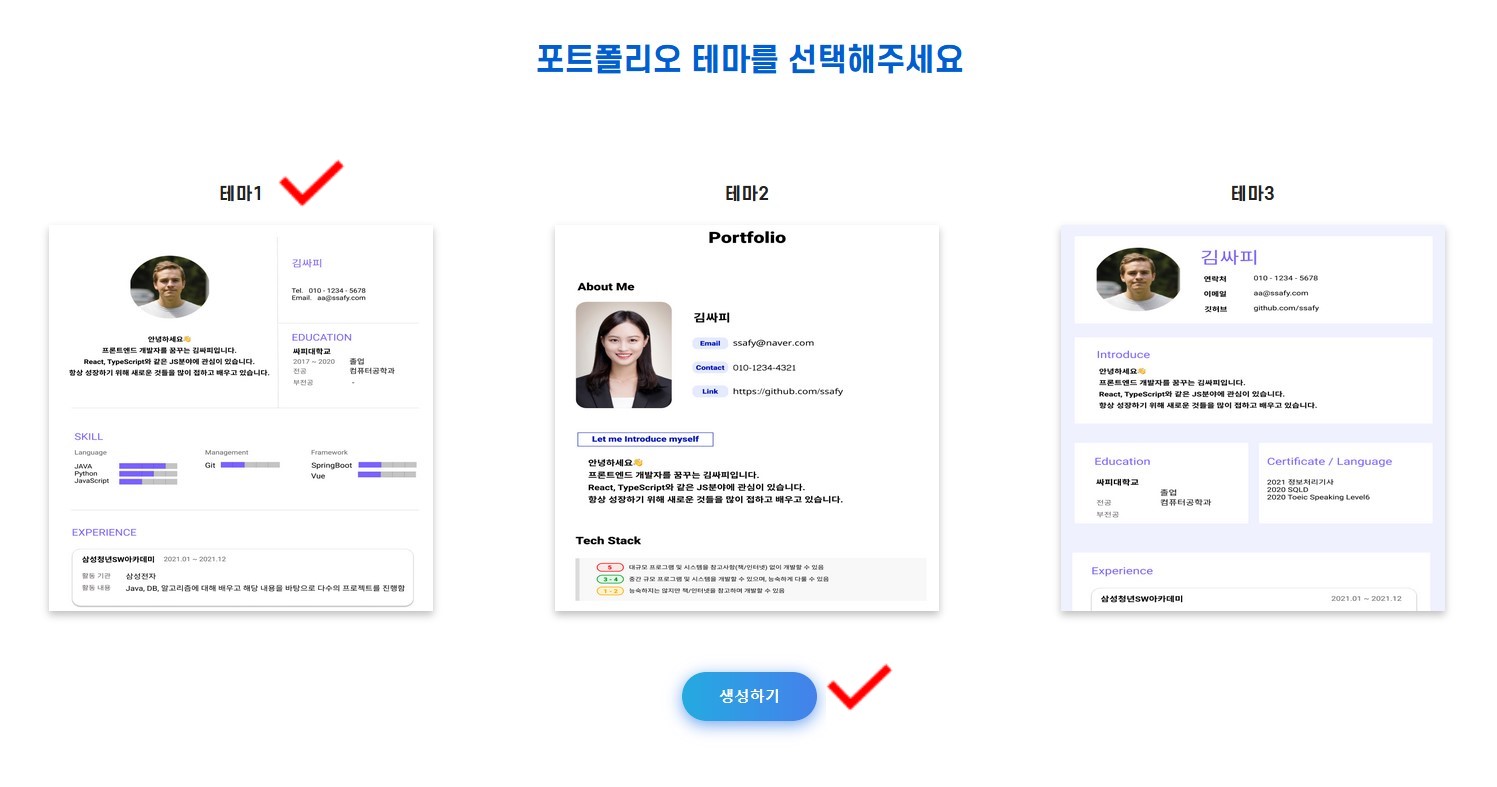 포트폴리오 테마를 선택해주세요
테마1
테마2
테마3
김싸피
Tel. 010 - 1234 - 5678
Email. aa@ssafy.com
안녕하세요👋
프론트엔드 개발자를 꿈꾸는 김싸피입니다.
React, TypeScript와 같은 JS분야에 관심이 있습니다.
항상 성장하기 위해 새로운 것들을 많이 접하고 배우고 있습니다.
EDUCATION
싸피대학교
2017 ~ 2020 졸업
전공 컴퓨터공학과
부전공 -
SKILL
Language
JAVA
Python
JavaScript
Management
Git
Framework
SpringBoot
Vue
EXPERIENCE
삼성청년SW아카데미 2021.01 ~ 2021.12
활동 기관 삼성전자
활동 내용 Java, DB, 알고리즘에 대해 배우고 해당 내용을 바탕으로 다수의 프로젝트를 진행함
Portfolio
About Me
김싸피
Email ssafy@naver.com
Contact 010-1234-4321
Link https://github.com/ssafy
Let me Introduce myself
안녕하세요👋
프론트엔드 개발자를 꿈꾸는 김싸피입니다.
React, TypeScript와 같은 JS분야에 관심이 있습니다.
항상 성장하기 위해 새로운 것들을 많이 접하고 배우고 있습니다.
Tech Stack
5 대규모 프로그램 및 시스템을 참고사항(책/인터넷) 없이 개발할 수 있음
3 - 4 중간 규모 프로그램 및 시스템을 개발할 수 있으며, 능숙하게 다룰 수 있음
1 - 2 능숙하지는 않지만 책/인터넷을 참고하며 개발할 수 있음
김싸피
연락처 010 - 1234 - 5678
이메일 aa@ssafy.com
깃허브 github.com/ssafy
Introduce
안녕하세요👋
프론트엔드 개발자를 꿈꾸는 김싸피입니다.
React, TypeScript와 같은 JS분야에 관심이 있습니다.
항상 성장하기 위해 새로운 것들을 많이 접하고 배우고 있습니다.
Education
싸피대학교
졸업
전공 컴퓨터공학과
부전공
Certificate / Language
2021 정보처리기사
2020 SQLD
2020 Toeic Speaking Level6
Experience
삼성청년SW아카데미 2021.01 ~ 2021.12
생성하기